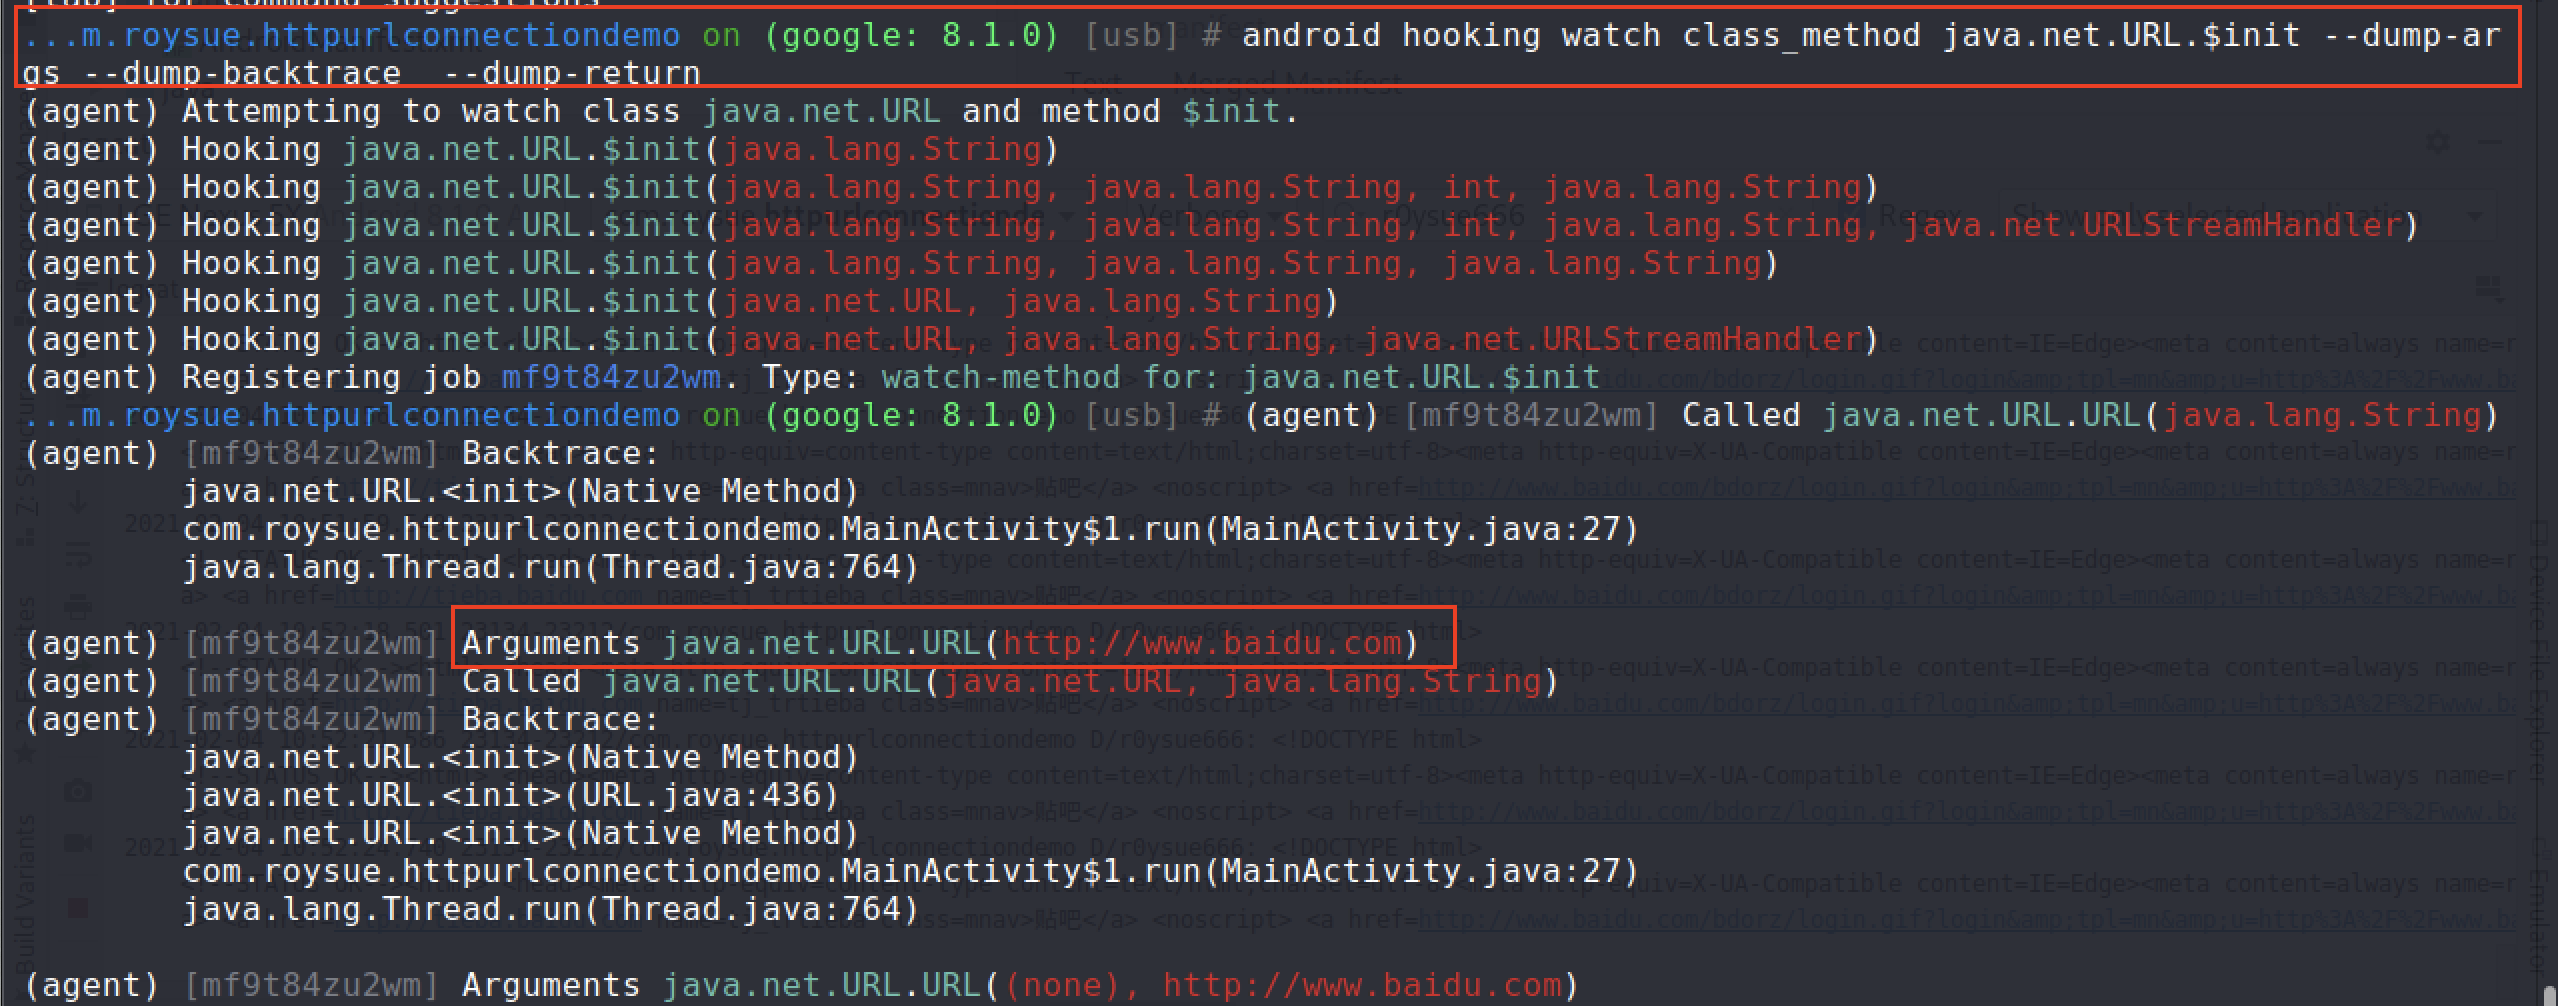 [tab] for command suggestions
...m.roysue.httpurlconnectiondemo on (google: 8.1.0) [usb] # android hooking watch class_method java.net.URL.$init --dump-ar
gs --dump-backtrace  --dump-return
(agent) Attempting to watch class java.net.URL and method $init.
(agent) Hooking java.net.URL.$init(java.lang.String)
(agent) Hooking java.net.URL.$init(java.lang.String, java.lang.String, int, java.lang.String)
(agent) Hooking java.net.URL.$init(java.lang.String, java.lang.String, int, java.lang.String, java.net.URLStreamHandler)
(agent) Hooking java.net.URL.$init(java.lang.String, java.lang.String, java.lang.String)
(agent) Hooking java.net.URL.$init(java.net.URL, java.lang.String)
(agent) Hooking java.net.URL.$init(java.net.URL, java.lang.String, java.net.URLStreamHandler)
(agent) Registering job mf9t84zu2wm. Type: watch-method for: java.net.URL.$init
...m.roysue.httpurlconnectiondemo on (google: 8.1.0) [usb] # (agent) [mf9t84zu2wm] Called java.net.URL.URL(java.lang.String)
(agent) [mf9t84zu2wm] Backtrace:
java.net.URL.<init>(Native Method)
com.roysue.httpurlconnectiondemo.MainActivity$1.run(MainActivity.java:27)
java.lang.Thread.run(Thread.java:764)
(agent) [mf9t84zu2wm] Arguments java.net.URL.URL(http://www.baidu.com)
(agent) [mf9t84zu2wm] Called java.net.URL.URL(java.net.URL, java.lang.String)
(agent) [mf9t84zu2wm] Backtrace:
java.net.URL.<init>(Native Method)
java.net.URL.<init>(URL.java:436)
java.net.URL.<init>(Native Method)
com.roysue.httpurlconnectiondemo.MainActivity$1.run(MainActivity.java:27)
java.lang.Thread.run(Thread.java:764)
(agent) [mf9t84zu2wm] Arguments java.net.URL.URL((none), http://www.baidu.com)